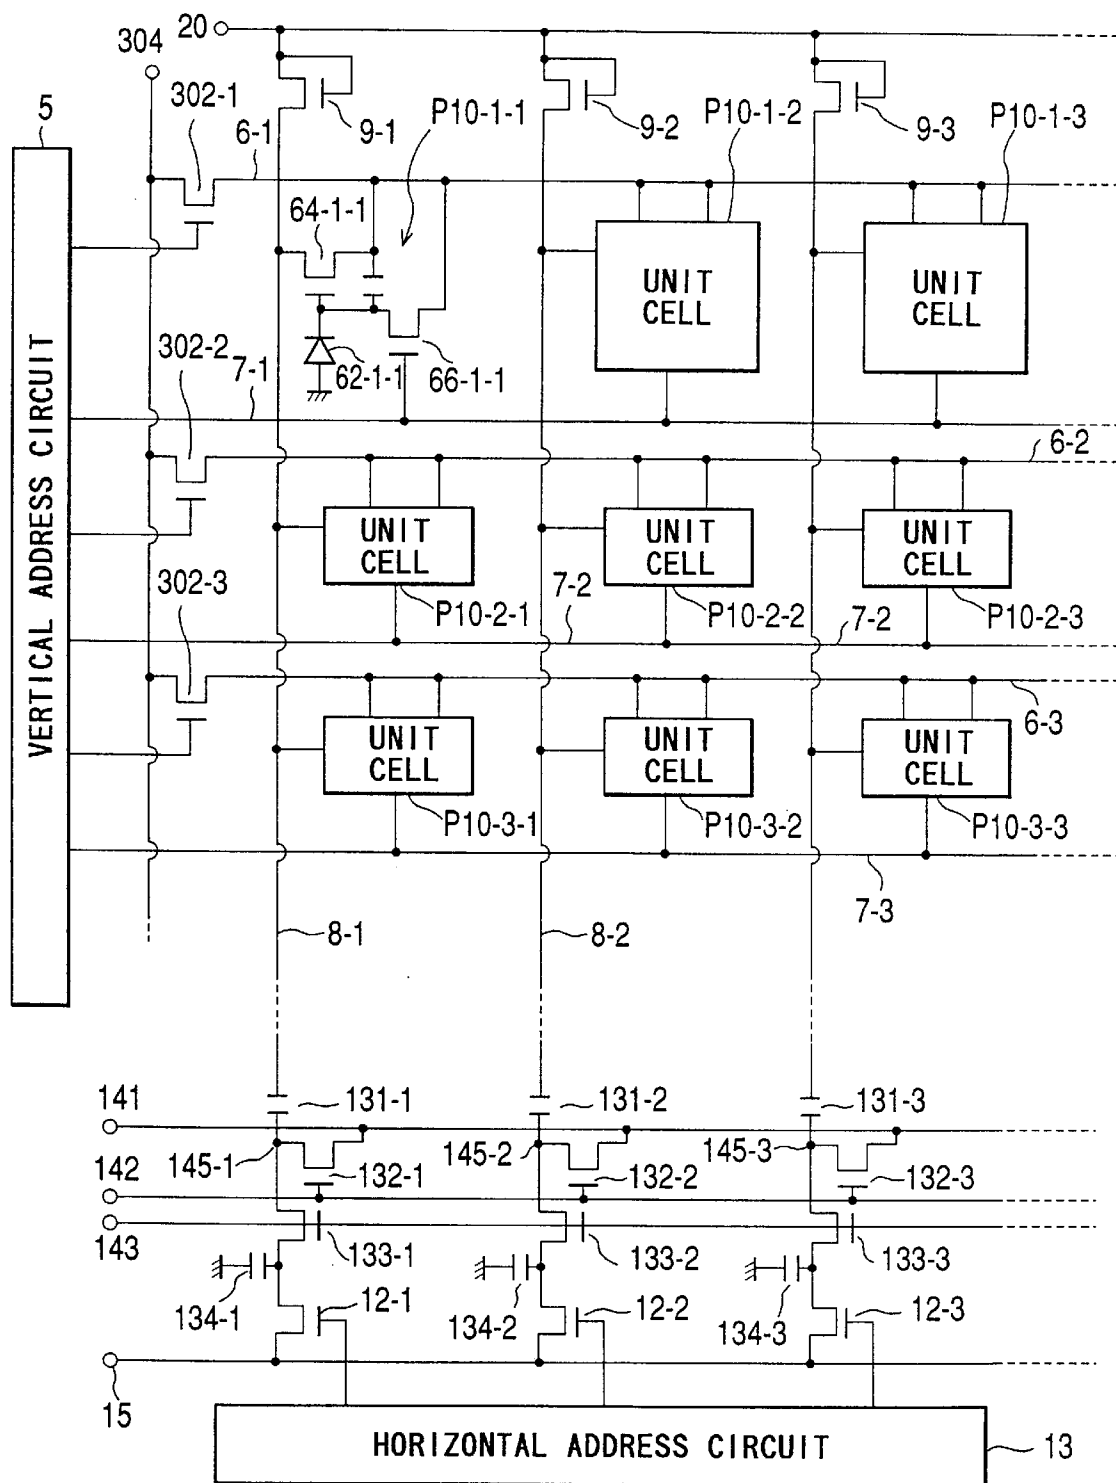 20
304
302-1
5
6-1
9-1
P10-1-1
9-2
P10-1-2
9-3
P10-1-3
64-1-1
UNIT
CELL
UNIT
CELL
302-2
7-1
62-1-1
66-1-1
VERTICAL ADDRESS CIRCUIT
6-2
UNIT
CELL
UNIT
CELL
UNIT
CELL
302-3
P10-2-1
7-2
P10-2-2
7-2
P10-2-3
UNIT
CELL
UNIT
CELL
UNIT
CELL
6-3
P10-3-1
P10-3-2
P10-3-3
7-3
8-1
8-2
141
131-1
131-2
131-3
145-1
145-2
145-3
142
132-1
132-2
132-3
143
133-1
133-2
133-3
134-1
12-1
134-2
12-2
134-3
12-3
15
HORIZONTAL ADDRESS CIRCUIT
13